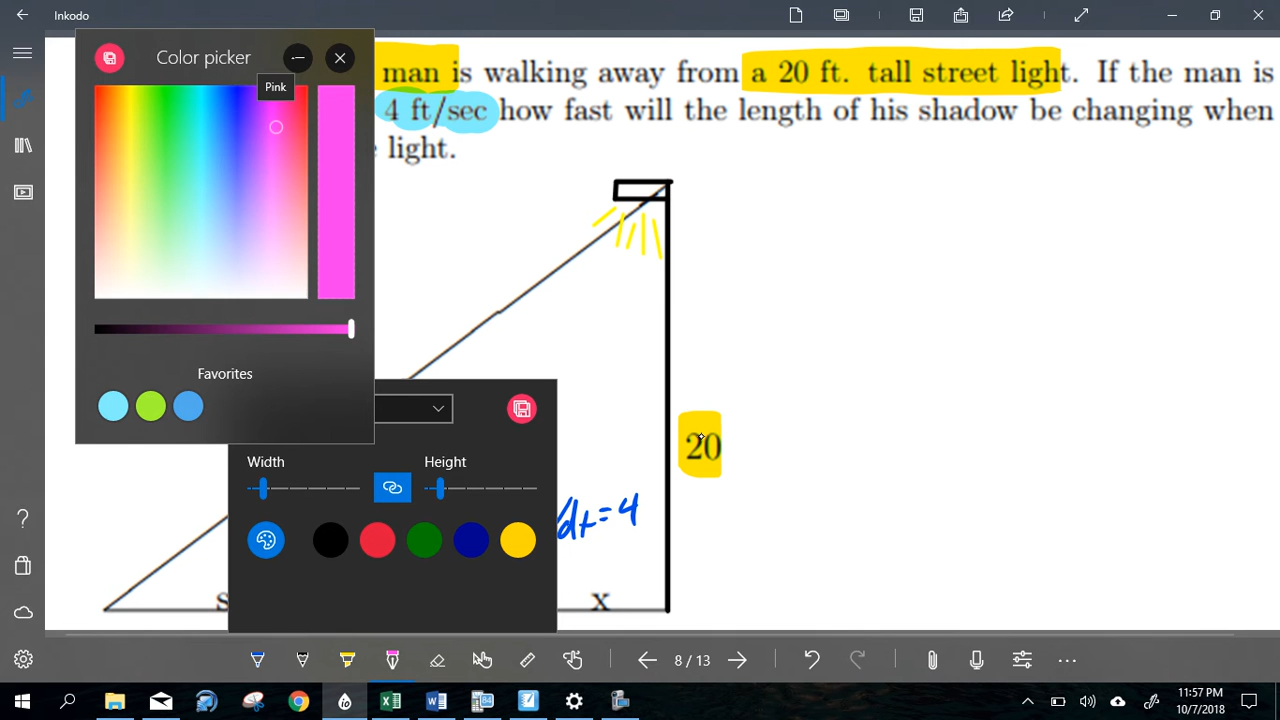 Inkodo
Color picker
Pink
man is walking away from a 20 ft. tall street light. If the man is
4 ft/sec how fast will the length of his shadow be changing when
light.
Favorites
20
Width
Height
dt=4
s
x
8 / 13
11:57 PM
10/7/2018